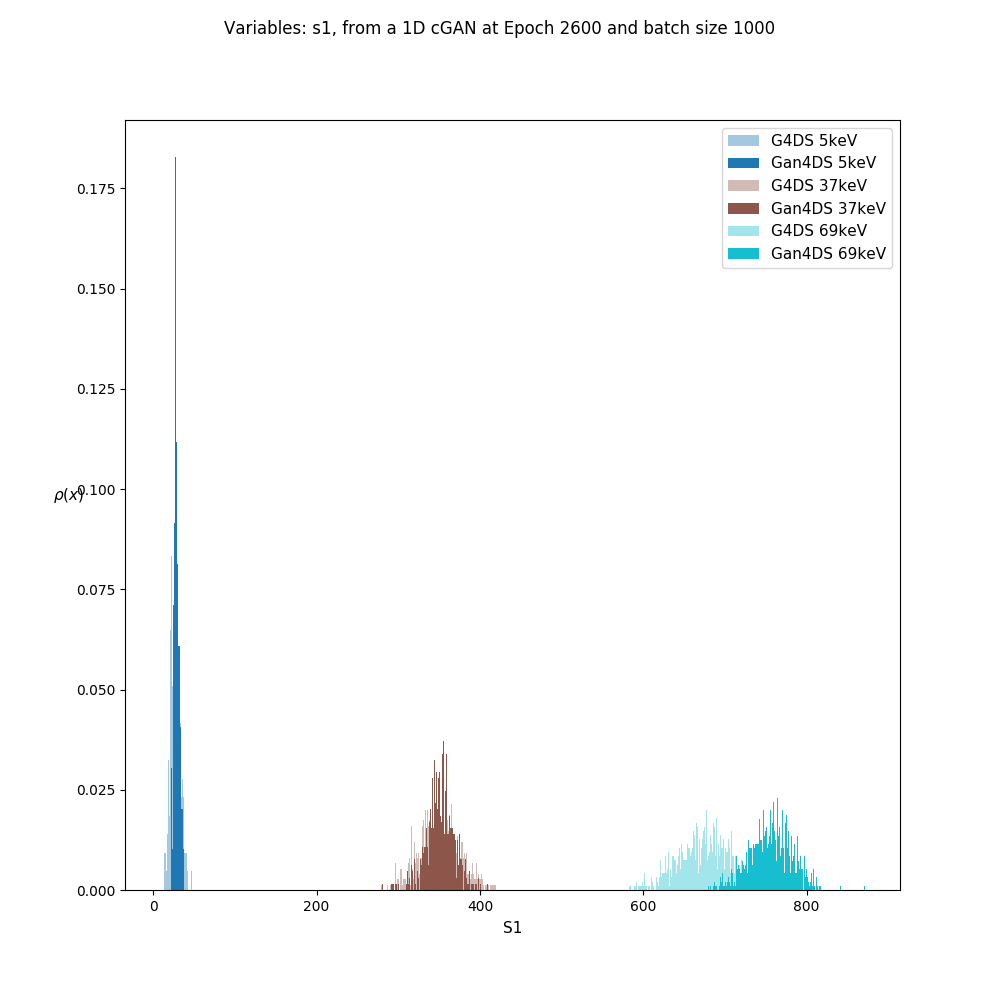 Variables: s1, from a 1D cGAN at Epoch 2600 and batch size 1000
G4DS 5keV
Gan4DS 5keV
G4DS 37keV
Gan4DS 37keV
G4DS 69keV
Gan4DS 69keV
0.175
0.150
0.125
ρ(x)
0.100
0.075
0.050
0.025
0.000
0 200 400 600 800
S1